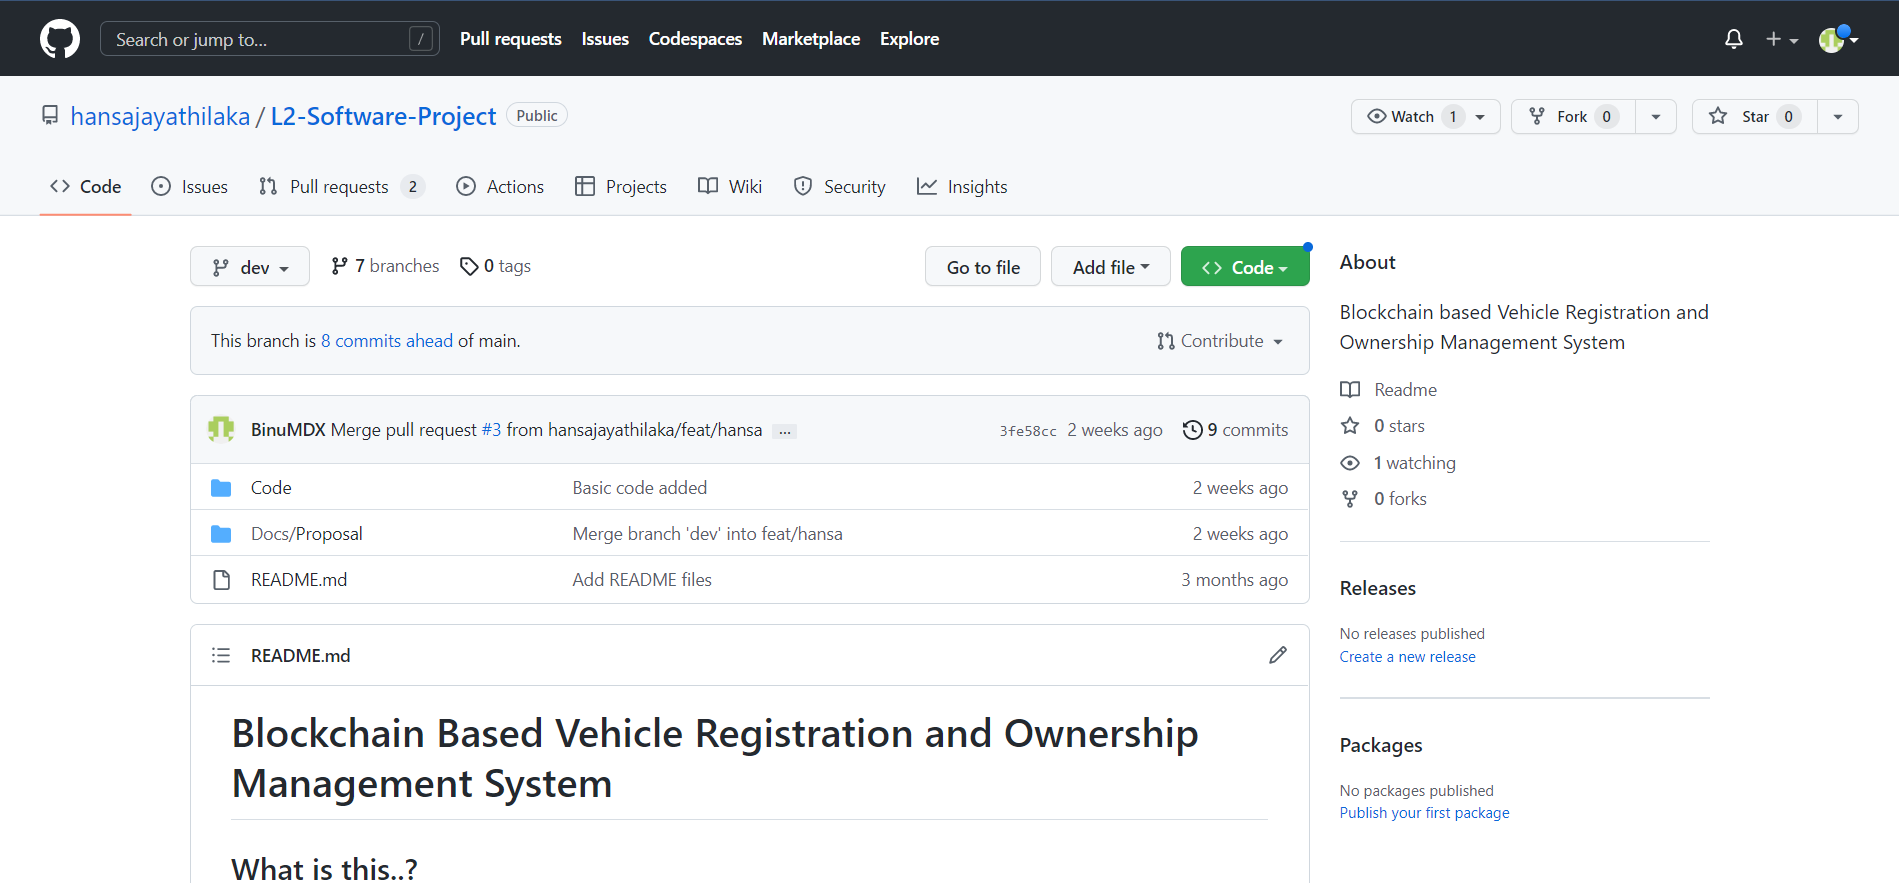 Search or jump to... / Pull requests Issues Codespaces Marketplace Explore
hansajayathilaka / L2-Software-Project Public Watch 1 Fork 0 Star 0
Code Issues Pull requests 2 Actions Projects Wiki Security Insights
dev 7 branches 0 tags Go to file Add file Code
This branch is 8 commits ahead of main. Contribute
BinuMDX Merge pull request #3 from hansajayathilaka/feat/hansa ... 3fe58cc 2 weeks ago 9 commits
Code Basic code added 2 weeks ago
Docs/Proposal Merge branch 'dev' into feat/hansa 2 weeks ago
README.md Add README files 3 months ago
README.md
Blockchain Based Vehicle Registration and Ownership
Management System
What is this..?
About
Blockchain based Vehicle Registration and
Ownership Management System
Readme
0 stars
1 watching
0 forks
Releases
No releases published
Create a new release
Packages
No packages published
Publish your first package